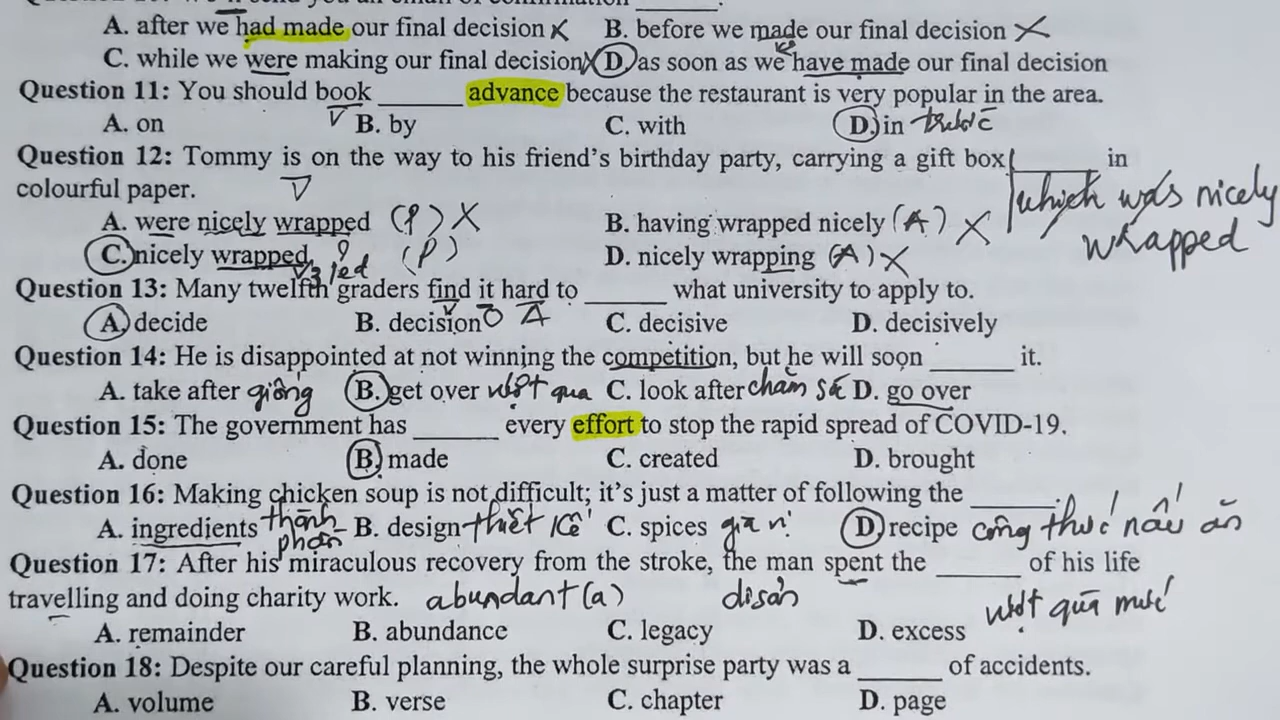 A. after we had made our final decision X B. before we made our final decision X
C. while we were making our final decision X D. as soon as we have made our final decision
Question 11: You should book ______ advance because the restaurant is very popular in the area.
A. on V B. by C. with D. in trước
Question 12: Tommy is on the way to his friend's birthday party, carrying a gift box ______ in
colourful paper. V which was nicely
A. were nicely wrapped (P) X B. having wrapped nicely (A) X wrapped
C. nicely wrapped (P) D. nicely wrapping (A) X
V3/ed
Question 13: Many twelfth graders find it hard to ______ what university to apply to.
V O A
A. decide B. decision C. decisive D. decisively
Question 14: He is disappointed at not winning the competition, but he will soon ______ it.
A. take after giống B. get over vượt qua C. look after chăm sóc D. go over
Question 15: The government has ______ every effort to stop the rapid spread of COVID-19.
A. done B. made C. created D. brought
Question 16: Making chicken soup is not difficult; it's just a matter of following the ______.
A. ingredients thành phần B. design thiết kế C. spices gia vị D. recipe công thức nấu ăn
Question 17: After his miraculous recovery from the stroke, the man spent the ______ of his life
travelling and doing charity work. abundant (a) di sản vượt quá mức
A. remainder B. abundance C. legacy D. excess
Question 18: Despite our careful planning, the whole surprise party was a ______ of accidents.
A. volume B. verse C. chapter D. page